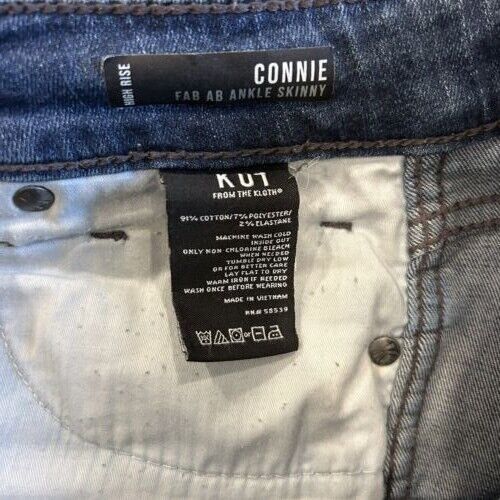 HIGH RISE
CONNIE
FAB AB ANKLE SKINNY
KUT
FROM THE KLOTH®
91% COTTON/7% POLYESTER/
2% ELASTANE
MACHINE WASH COLD
INSIDE OUT
ONLY NON-CHLORINE BLEACH
WHEN NEEDED
TUMBLE DRY LOW
OR FOR BETTER CARE
LAY FLAT TO DRY
WARM IRON IF NEEDED
WASH ONCE BEFORE WEARING
MADE IN VIETNAM
RN# 58539
or